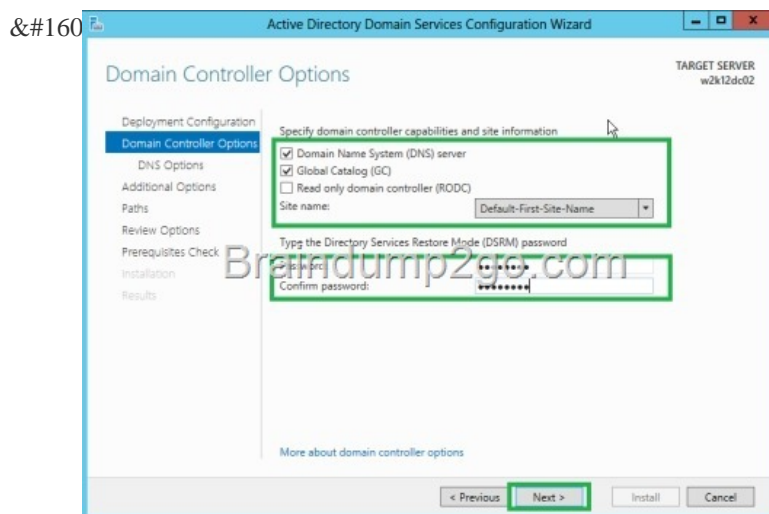 &#160
Active Directory Domain Services Configuration Wizard
Domain Controller Options
TARGET SERVER
w2k12dc02
Deployment Configuration
Domain Controller Options
DNS Options
Additional Options
Paths
Review Options
Prerequisites Check
Installation
Results
Specify domain controller capabilities and site information
Domain Name System (DNS) server
Global Catalog (GC)
Read only domain controller (RODC)
Site name: Default-First-Site-Name
Type the Directory Services Restore Mode (DSRM) password
Password: ••••••••
Confirm password: ••••••••
Braindump2go.com
More about domain controller options
< Previous Next > Install Cancel